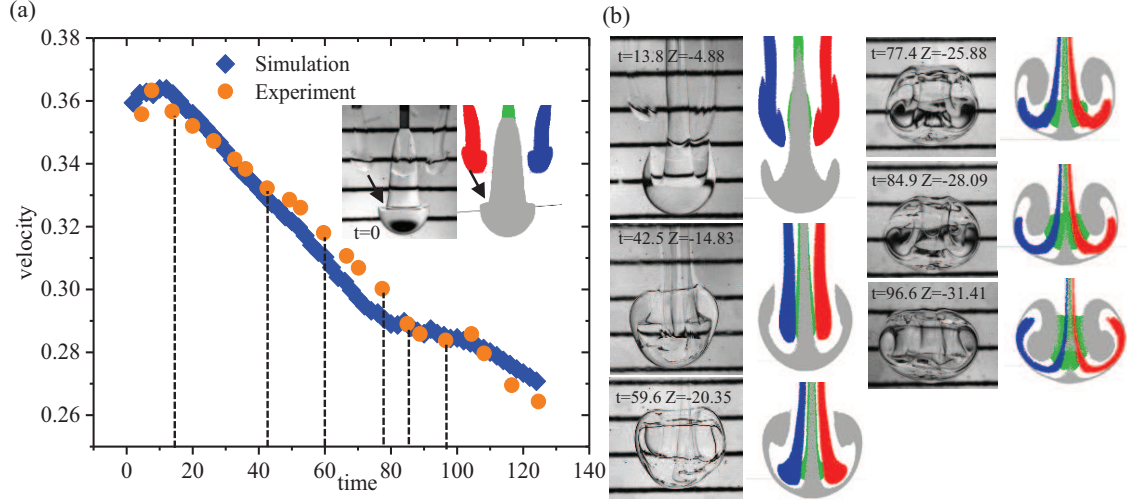 (a)
0.38
0.36
0.34
0.32
0.30
0.28
0.26
velocity
0 20 40 60 80 100 120 140
time
Simulation
Experiment
t=0
(b)
t=13.8 Z=-4.88
t=42.5 Z=-14.83
t=59.6 Z=-20.35
t=77.4 Z=-25.88
t=84.9 Z=-28.09
t=96.6 Z=-31.41